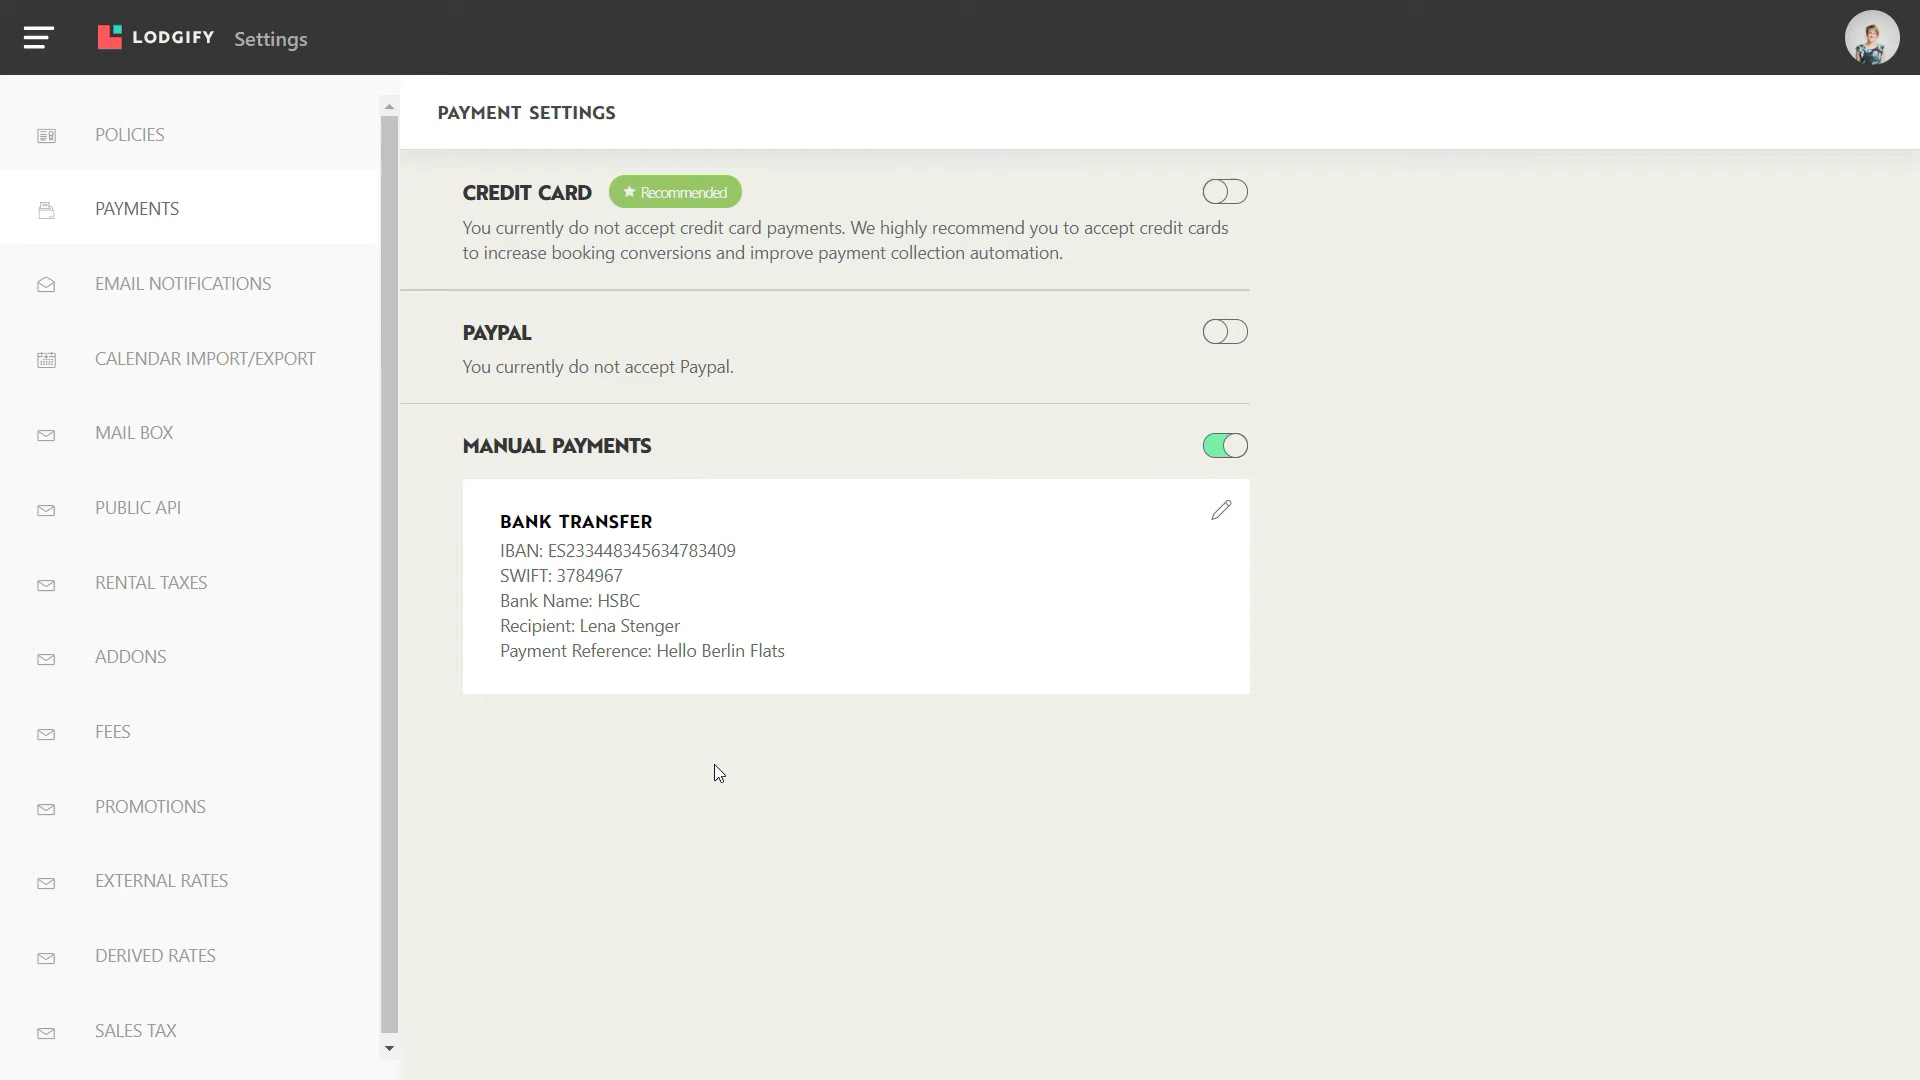 LODGIFY Settings
POLICIES
PAYMENTS
EMAIL NOTIFICATIONS
CALENDAR IMPORT/EXPORT
MAIL BOX
PUBLIC API
RENTAL TAXES
ADDONS
FEES
PROMOTIONS
EXTERNAL RATES
DERIVED RATES
SALES TAX
PAYMENT SETTINGS
CREDIT CARD Recommended
You currently do not accept credit card payments. We highly recommend you to accept credit cards
to increase booking conversions and improve payment collection automation.
PAYPAL
You currently do not accept Paypal.
MANUAL PAYMENTS
BANK TRANSFER
IBAN: ES233448345634783409
SWIFT: 3784967
Bank Name: HSBC
Recipient: Lena Stenger
Payment Reference: Hello Berlin Flats